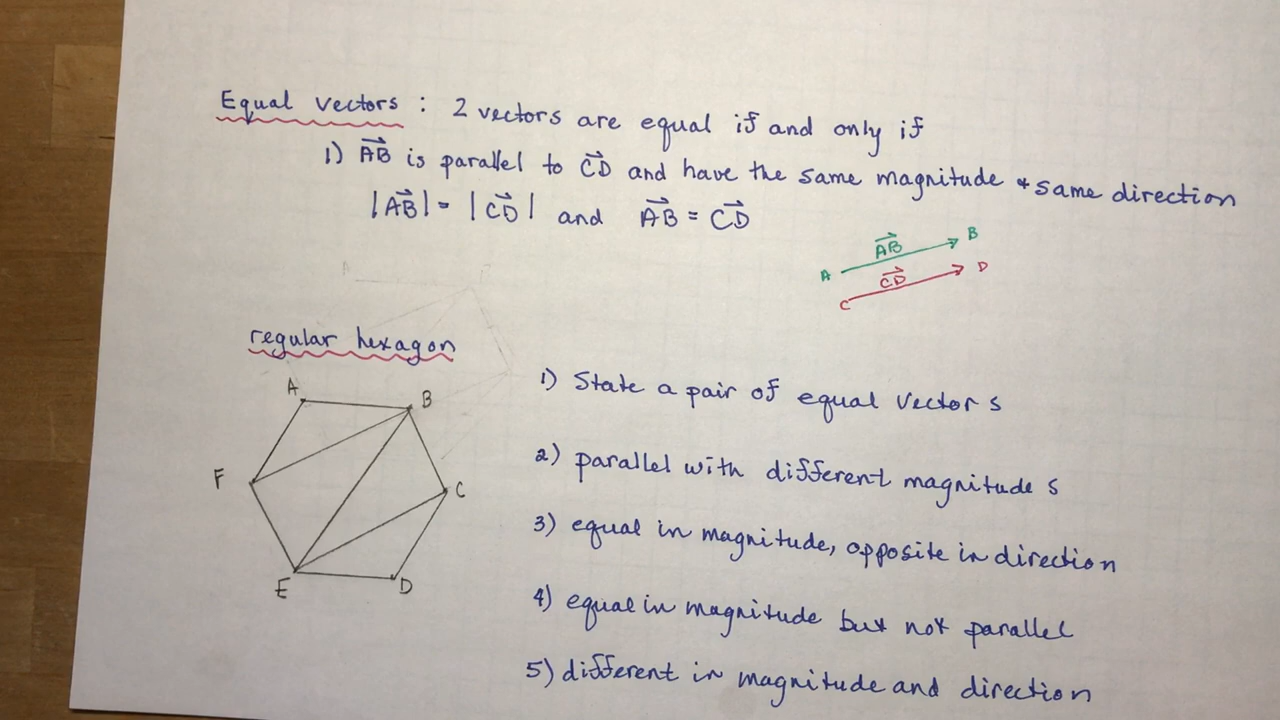 Equal vectors : 2 vectors are equal if and only if
1) AB is parallel to CD and have the same magnitude + same direction
|AB| = |CD| and AB = CD
AB B
A
CD D
C
regular hexagon
A
B
F
C
E
D
1) State a pair of equal vectors
2) parallel with different magnitudes
3) equal in magnitude, opposite in direction
4) equal in magnitude but not parallel
5) different in magnitude and direction